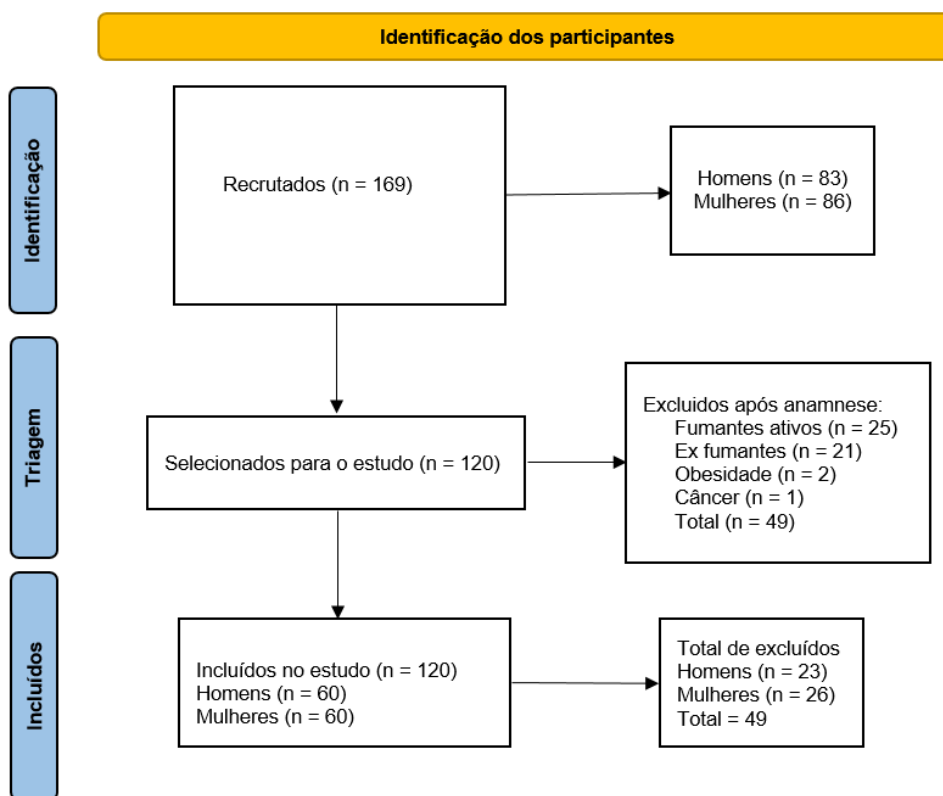 Identificação dos participantes
Identificação
Recrutados (n = 169)
Homens (n = 83)
Mulheres (n = 86)
Triagem
Selecionados para o estudo (n = 120)
Excluidos após anamnese:
Fumantes ativos (n = 25)
Ex fumantes (n = 21)
Obesidade (n = 2)
Câncer (n = 1)
Total (n = 49)
Incluídos
Incluídos no estudo (n = 120)
Homens (n = 60)
Mulheres (n = 60)
Total de excluídos
Homens (n = 23)
Mulheres (n = 26)
Total = 49